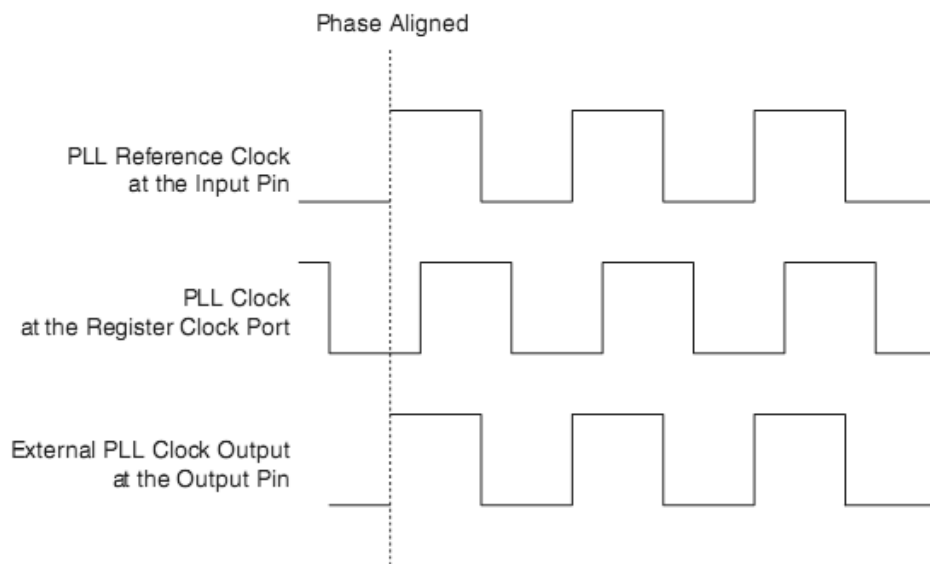 Phase Aligned
PLL Reference Clock
at the Input Pin
PLL Clock
at the Register Clock Port
External PLL Clock Output
at the Output Pin